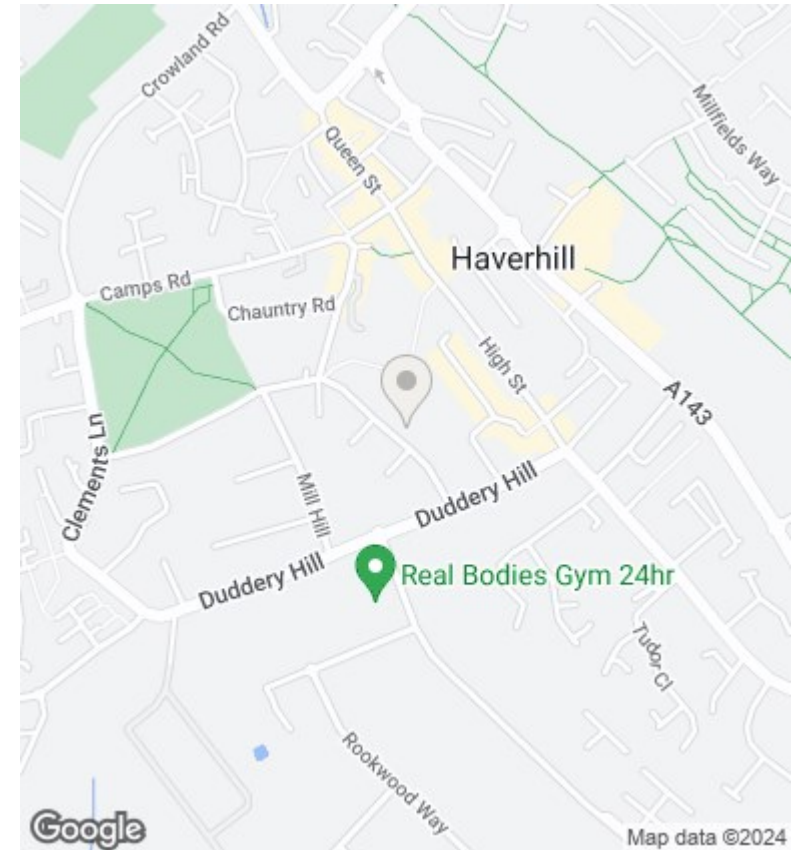 Crowland Rd
Millfields Way
Queen St
Haverhill
Camps Rd
Chauntry Rd
High St
A143
Clements Ln
Mill Hill
Duddery Hill
Duddery Hill
Real Bodies Gym 24hr
Tudor Cl
Rookwood Way
Google
Map data ©2024